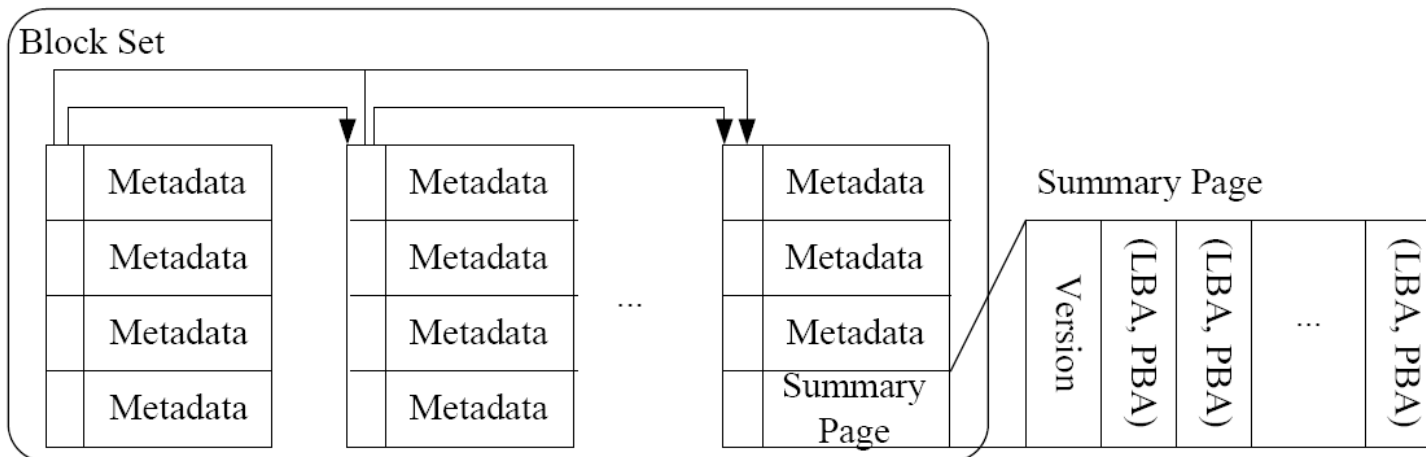 Block Set
Metadata
Metadata
Metadata
Metadata
Metadata
Metadata
Metadata
Metadata
...
Metadata
Metadata
Metadata
Summary
Page
Summary Page
Version
(LBA, PBA)
(LBA, PBA)
...
(LBA, PBA)